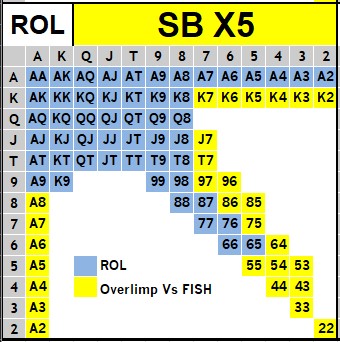 ROL SB X5
A K Q J T 9 8 7 6 5 4 3 2
A AA AK AQ AJ AT A9 A8 A7 A6 A5 A4 A3 A2
K AK KK KQ KJ KT K9 K8 K7 K6 K5 K4 K3 K2
Q AQ KQ QQ QJ QT Q9 Q8
J AJ KJ QJ JJ JT J9 J8 J7
T AT KT QT JT TT T9 T8 T7
9 A9 K9 99 98 97 96
8 A8 88 87 86 85
7 A7 77 76 75
6 A6 66 65 64
5 A5 ROL 55 54 53
4 A4 Overlimp Vs FISH 44 43
3 A3 33
2 A2 22